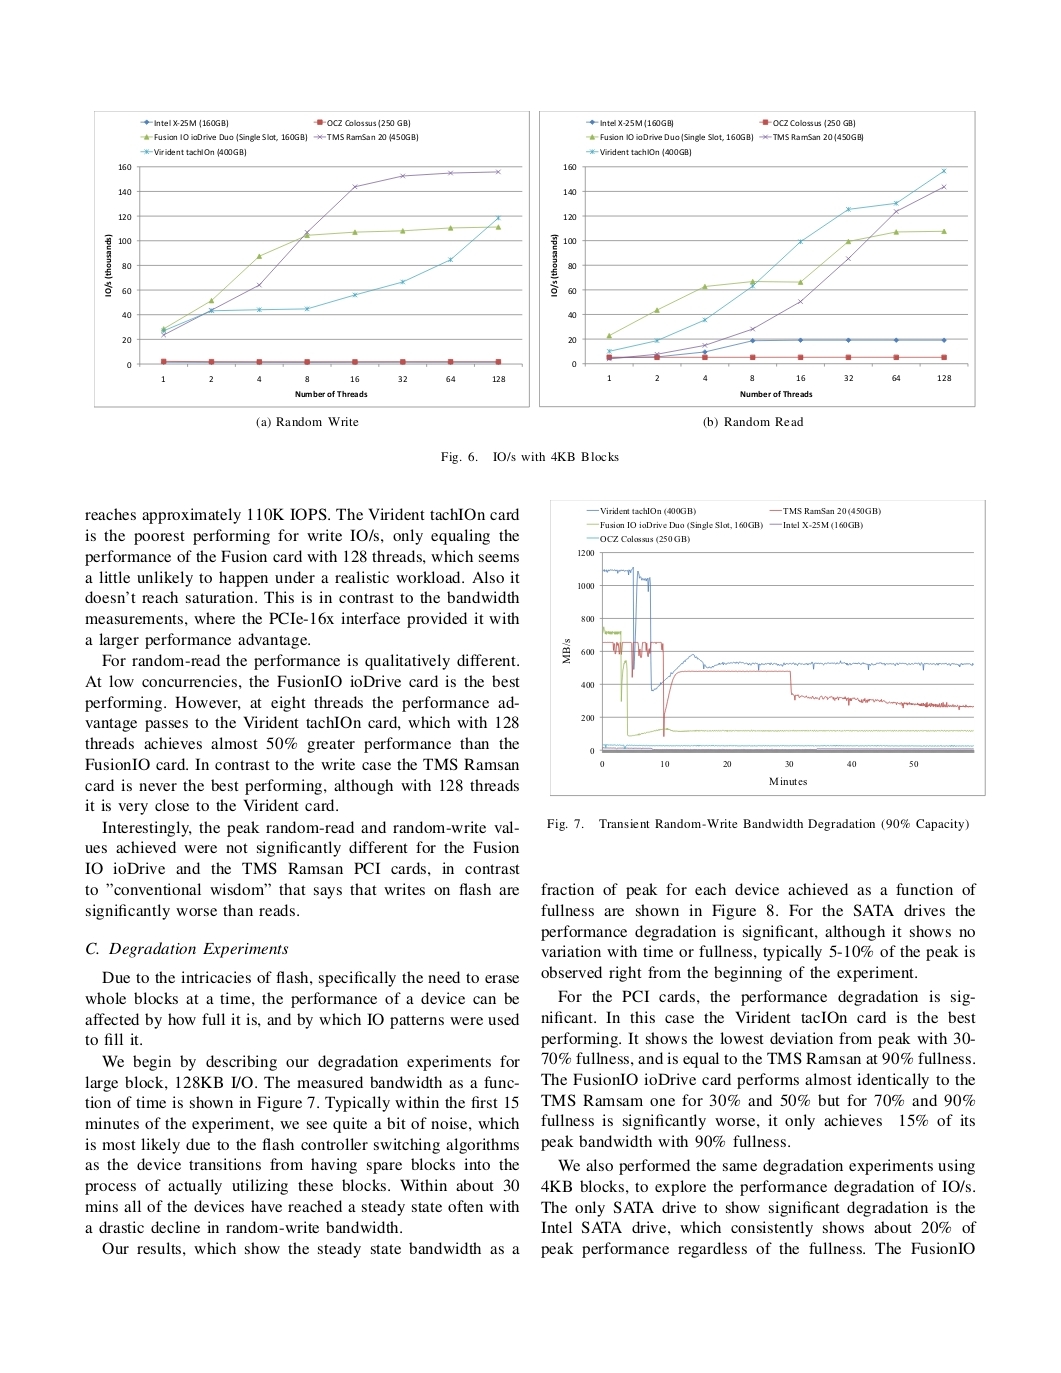 Intel X-25M (160GB)
OCZ Colossus (250 GB)
Fusion IO ioDrive Duo (Single Slot, 160GB)
TMS RamSan 20 (450GB)
Virident tachIOn (400GB)
160
140
120
100
80
60
40
20
0
IO/s (thousands)
1 2 4 8 16 32 64 128
Number of Threads
(a) Random Write
Intel X-25M (160GB)
OCZ Colossus (250 GB)
Fusion IO ioDrive Duo (Single Slot, 160GB)
TMS RamSan 20 (450GB)
Virident tachIOn (400GB)
160
140
120
100
80
60
40
20
0
IO/s (thousands)
1 2 4 8 16 32 64 128
Number of Threads
(b) Random Read
Fig. 6. IO/s with 4KB Blocks
reaches approximately 110K IOPS. The Virident tachIOn card
is the poorest performing for write IO/s, only equaling the
performance of the Fusion card with 128 threads, which seems
a little unlikely to happen under a realistic workload. Also it
doesn't reach saturation. This is in contrast to the bandwidth
measurements, where the PCIe-16x interface provided it with
a larger performance advantage.
For random-read the performance is qualitatively different.
At low concurrencies, the FusionIO ioDrive card is the best
performing. However, at eight threads the performance ad-
vantage passes to the Virident tachIOn card, which with 128
threads achieves almost 50% greater performance than the
FusionIO card. In contrast to the write case the TMS Ramsan
card is never the best performing, although with 128 threads
it is very close to the Virident card.
Interestingly, the peak random-read and random-write val-
ues achieved were not significantly different for the Fusion
IO ioDrive and the TMS Ramsan PCI cards, in contrast
to ”conventional wisdom” that says that writes on flash are
significantly worse than reads.
C. Degradation Experiments
Due to the intricacies of flash, specifically the need to erase
whole blocks at a time, the performance of a device can be
affected by how full it is, and by which IO patterns were used
to fill it.
We begin by describing our degradation experiments for
large block, 128KB I/O. The measured bandwidth as a func-
tion of time is shown in Figure 7. Typically within the first 15
minutes of the experiment, we see quite a bit of noise, which
is most likely due to the flash controller switching algorithms
as the device transitions from having spare blocks into the
process of actually utilizing these blocks. Within about 30
mins all of the devices have reached a steady state often with
a drastic decline in random-write bandwidth.
Our results, which show the steady state bandwidth as a
Virident tachIOn (400GB)
TMS RamSan 20 (450GB)
Fusion IO ioDrive Duo (Single Slot, 160GB)
Intel X-25M (160GB)
OCZ Colossus (250 GB)
1200
1000
800
600
400
200
0
MB/s
0 10 20 30 40 50
Minutes
Fig. 7. Transient Random-Write Bandwidth Degradation (90% Capacity)
fraction of peak for each device achieved as a function of
fullness are shown in Figure 8. For the SATA drives the
performance degradation is significant, although it shows no
variation with time or fullness, typically 5-10% of the peak is
observed right from the beginning of the experiment.
For the PCI cards, the performance degradation is sig-
nificant. In this case the Virident tacIOn card is the best
performing. It shows the lowest deviation from peak with 30-
70% fullness, and is equal to the TMS Ramsan at 90% fullness.
The FusionIO ioDrive card performs almost identically to the
TMS Ramsam one for 30% and 50% but for 70% and 90%
fullness is significantly worse, it only achieves 15% of its
peak bandwidth with 90% fullness.
We also performed the same degradation experiments using
4KB blocks, to explore the performance degradation of IO/s.
The only SATA drive to show significant degradation is the
Intel SATA drive, which consistently shows about 20% of
peak performance regardless of the fullness. The FusionIO